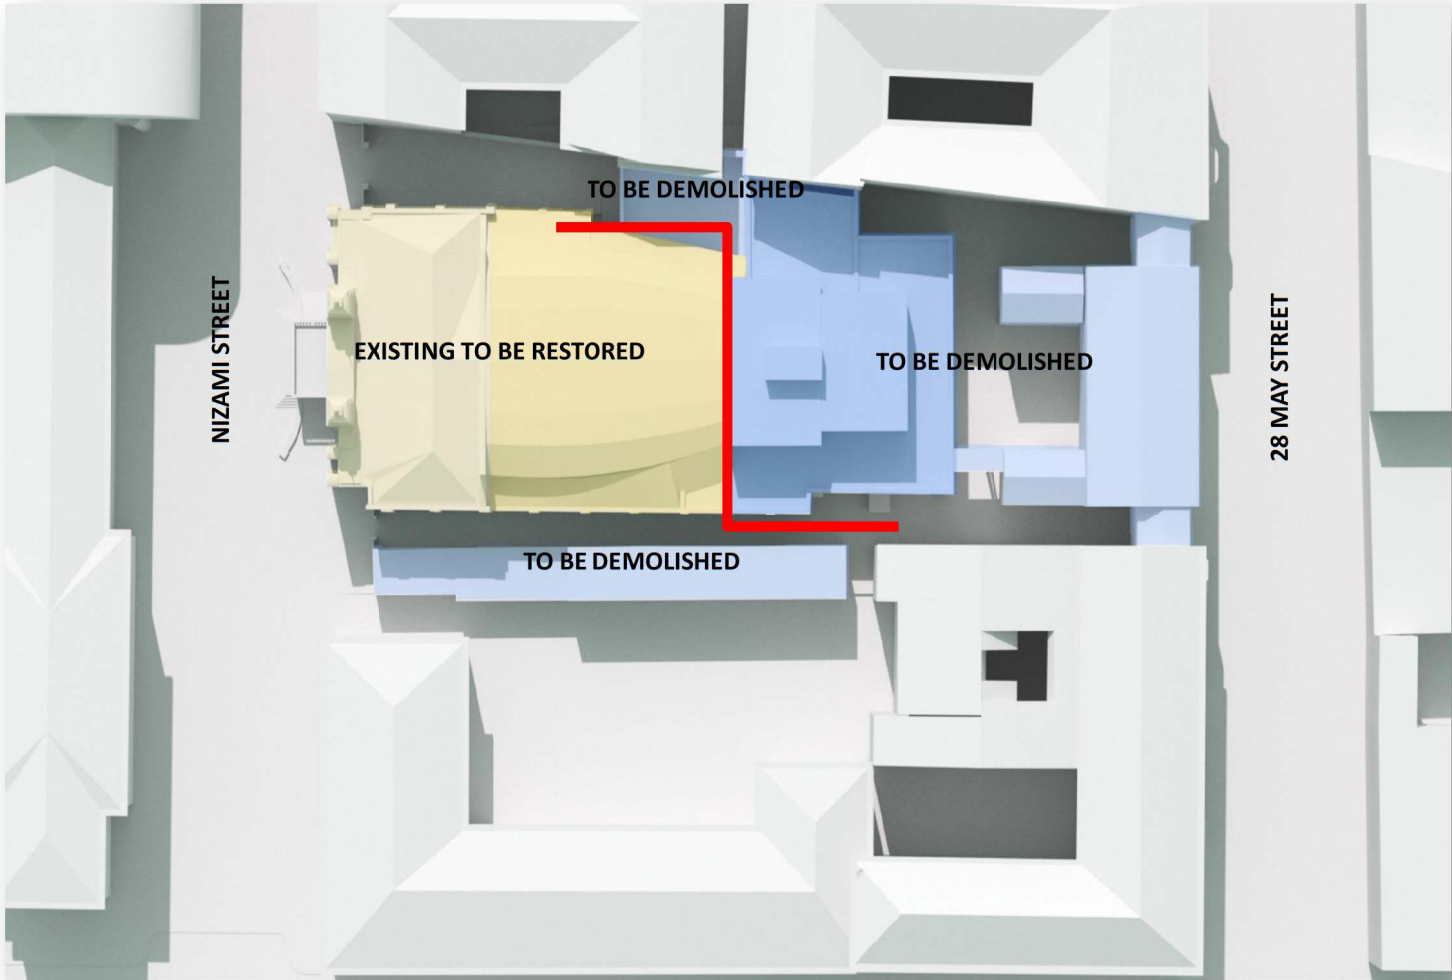 TO BE DEMOLISHED
NIZAMI STREET
EXISTING TO BE RESTORED
TO BE DEMOLISHED
28 MAY STREET
TO BE DEMOLISHED